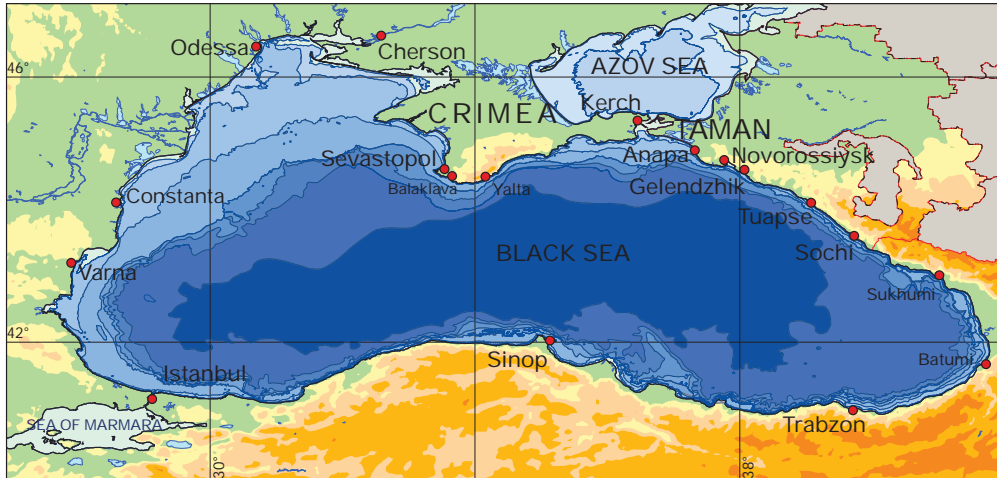 Odessa
Cherson
46°
AZOV SEA
CRIMEA
Kerch
TAMAN
Sevastopol
Anapa
Novorossiysk
Balaklava
Yalta
Gelendzhik
Constanta
Tuapse
BLACK SEA
Sochi
Varna
Sukhumi
42°
Sinop
Batumi
Istanbul
Trabzon
SEA OF MARMARA
30°
38°